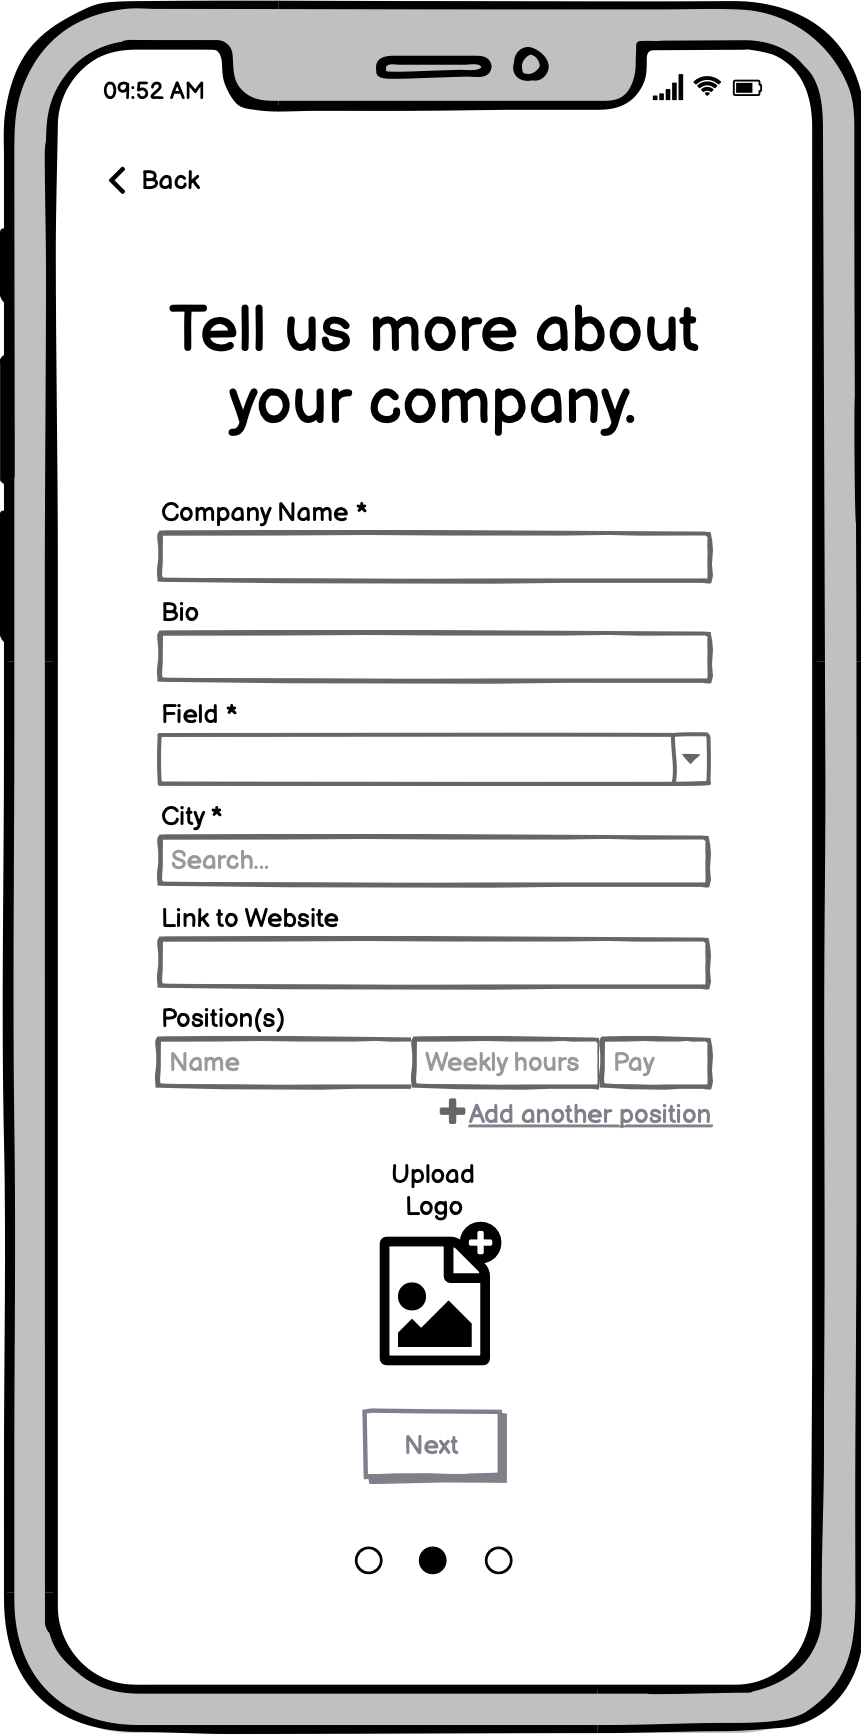 09:52 AM
Back
Tell us more about
your company.
Company Name *
Bio
Field *
City *
Search...
Link to Website
Position(s)
Name Weekly hours Pay
Add another position
Upload
Logo
Next